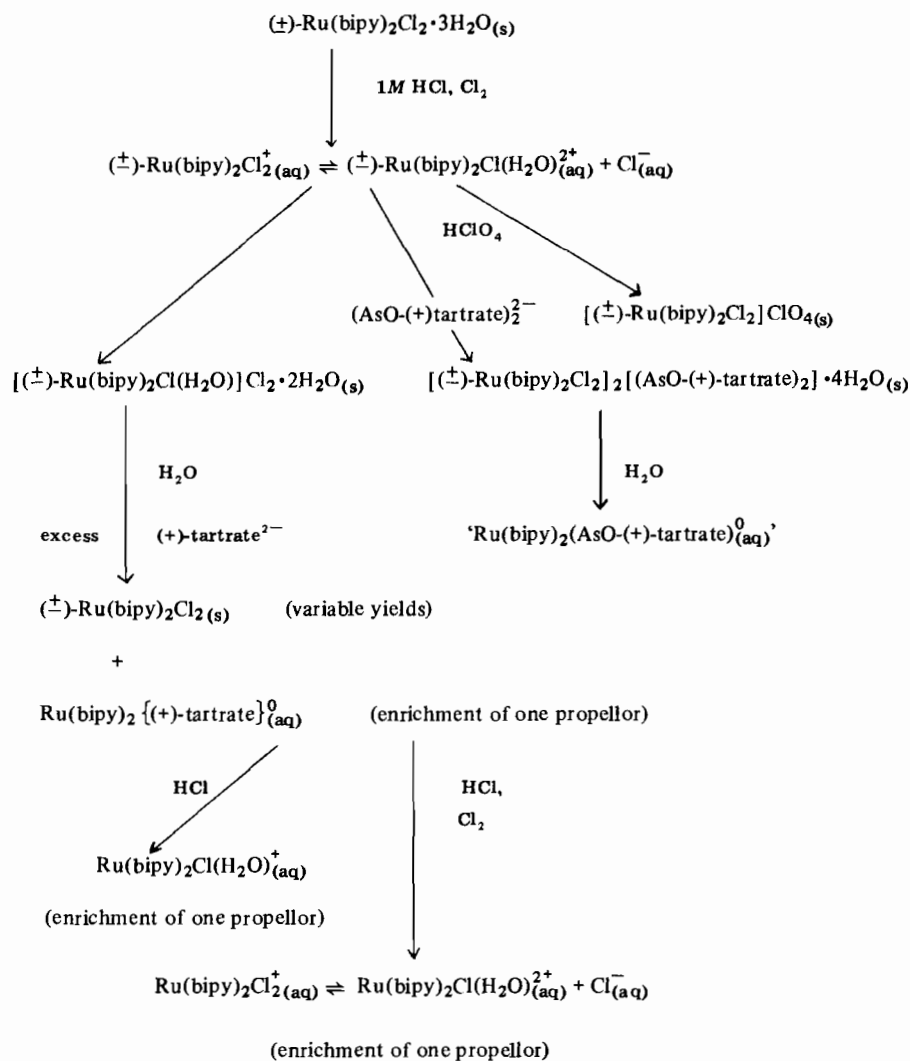 (±)-Ru(bipy)₂Cl₂•3H₂O(s)
1M HCl, Cl₂
(±)-Ru(bipy)₂Cl₂⁺(aq) ⇌ (±)-Ru(bipy)₂Cl(H₂O)²⁺(aq) + Cl⁻(aq)
HClO₄
(AsO-(+)tartrate)₂²⁻
[(±)-Ru(bipy)₂Cl₂]ClO₄(s)
[(±)-Ru(bipy)₂Cl(H₂O)]Cl₂•2H₂O(s)
[(±)-Ru(bipy)₂Cl₂]₂[(AsO-(+)-tartrate)₂]•4H₂O(s)
H₂O
H₂O
excess (+)-tartrate²⁻
‘Ru(bipy)₂(AsO-(+)-tartrate)⁰(aq)’
(±)-Ru(bipy)₂Cl₂(s) (variable yields)
+
Ru(bipy)₂{(+)-tartrate}⁰(aq) (enrichment of one propellor)
HCl
HCl,
Cl₂
Ru(bipy)₂Cl(H₂O)⁺(aq)
(enrichment of one propellor)
Ru(bipy)₂Cl₂⁺(aq) ⇌ Ru(bipy)₂Cl(H₂O)²⁺(aq) + Cl⁻(aq)
(enrichment of one propellor)